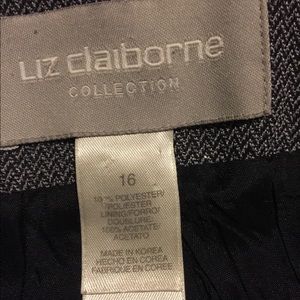 LIZ claiborne
COLLECTION
16
POLYESTER/
POLIESTER
LINING/FORRO/
DOUBLURE:
100% ACETATE/
ACETATO
MADE IN KOREA
HECHO EN COREA
FABRIQUE EN COREE